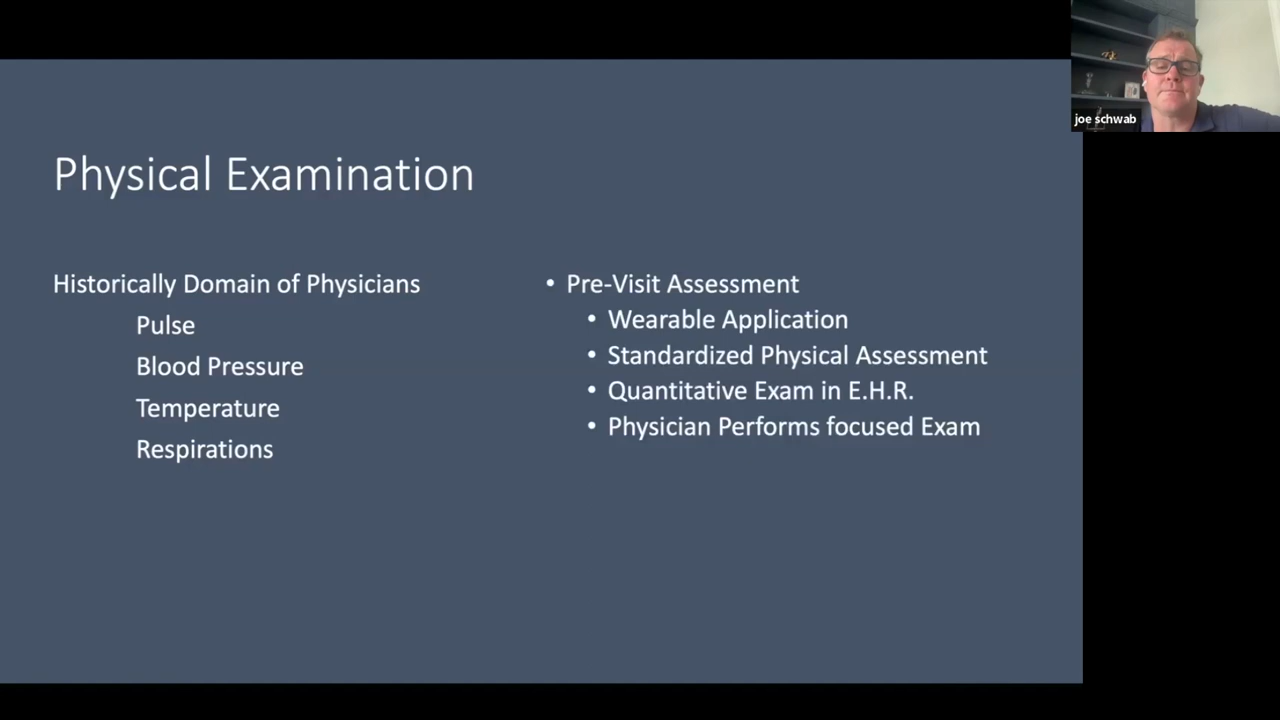 joe schwab
Physical Examination
Historically Domain of Physicians
Pulse
Blood Pressure
Temperature
Respirations
• Pre-Visit Assessment
• Wearable Application
• Standardized Physical Assessment
• Quantitative Exam in E.H.R.
• Physician Performs focused Exam